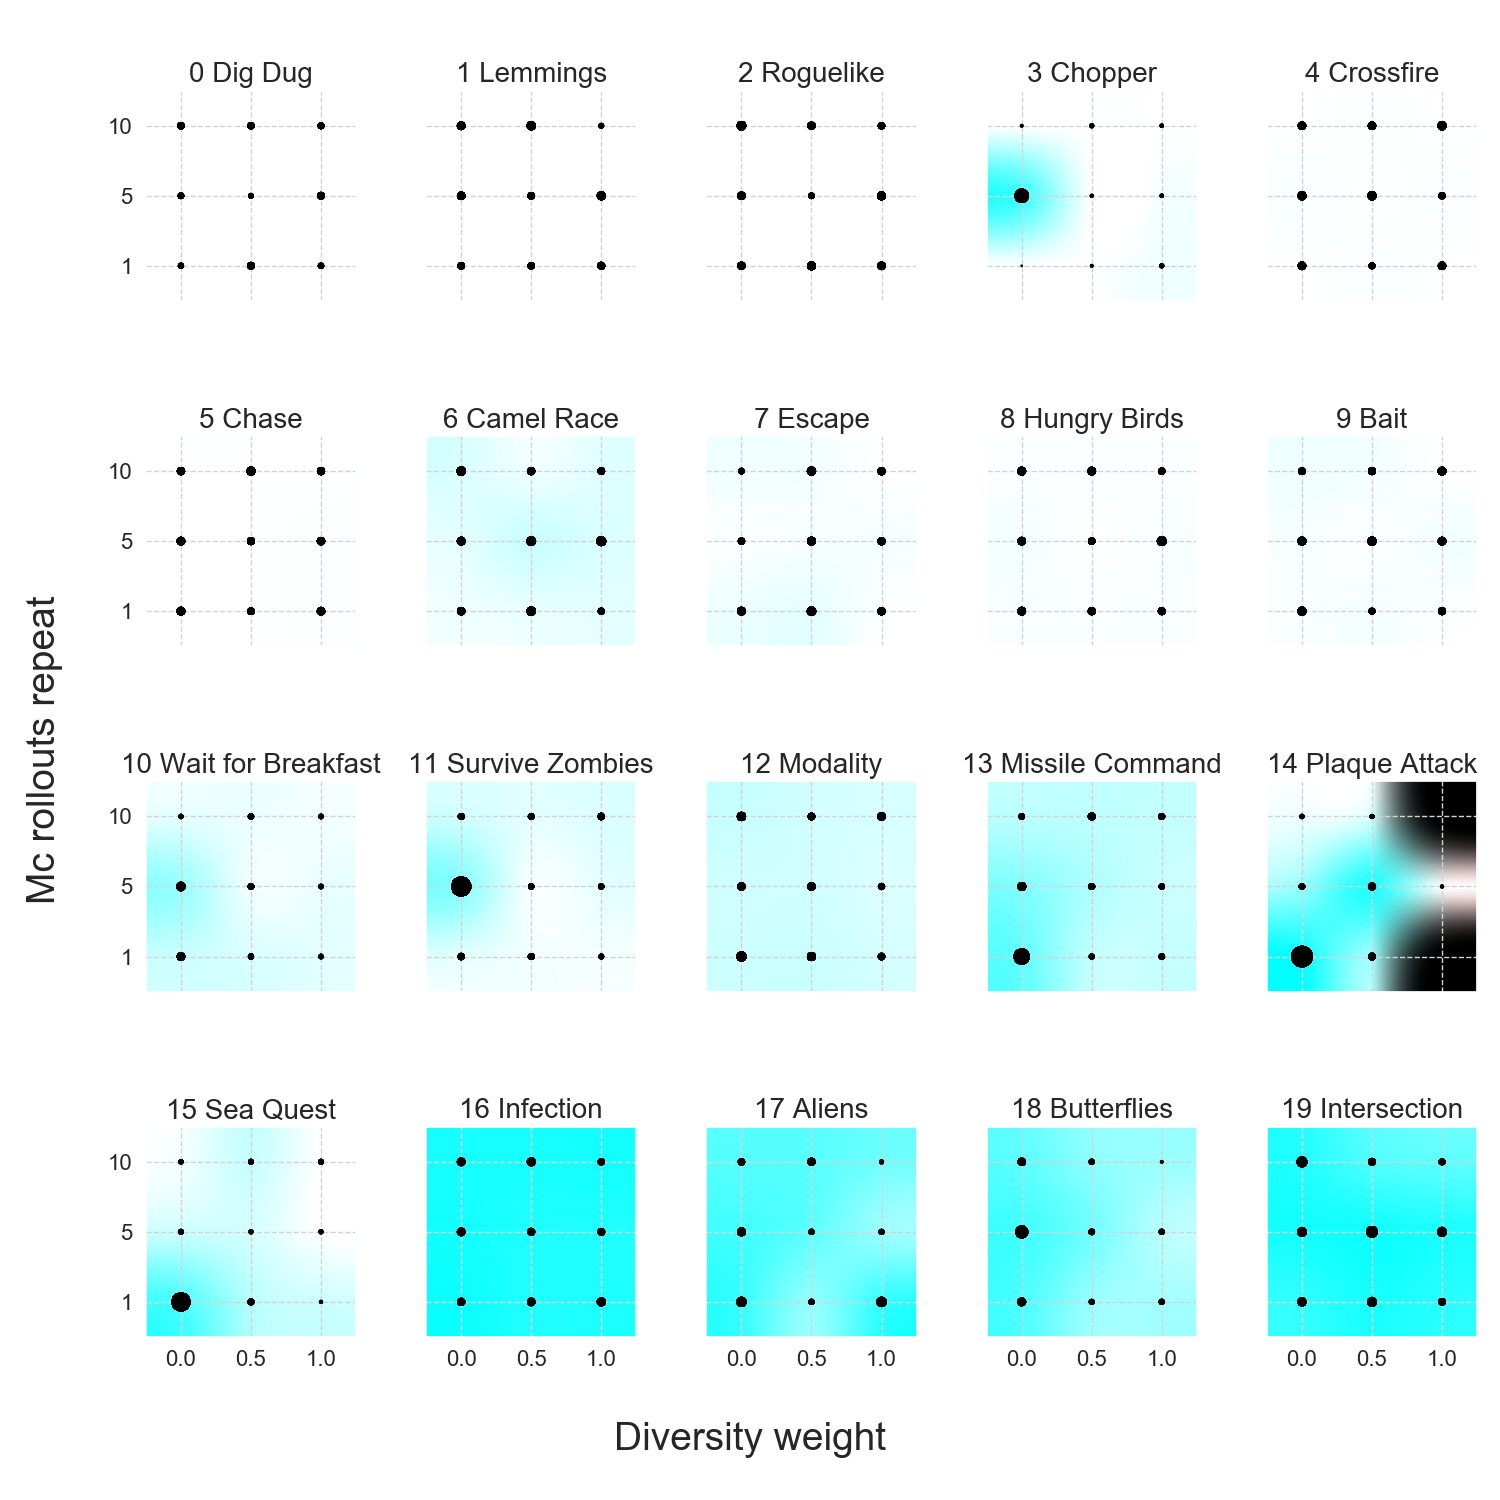 0 Dig Dug
1 Lemmings
2 Roguelike
3 Chopper
4 Crossfire
10
5
1
5 Chase
6 Camel Race
7 Escape
8 Hungry Birds
9 Bait
10
5
1
Mc rollouts repeat
10 Wait for Breakfast
11 Survive Zombies
12 Modality
13 Missile Command
14 Plaque Attack
10
5
1
15 Sea Quest
16 Infection
17 Aliens
18 Butterflies
19 Intersection
10
5
1
0.0 0.5 1.0
0.0 0.5 1.0
0.0 0.5 1.0
0.0 0.5 1.0
0.0 0.5 1.0
Diversity weight